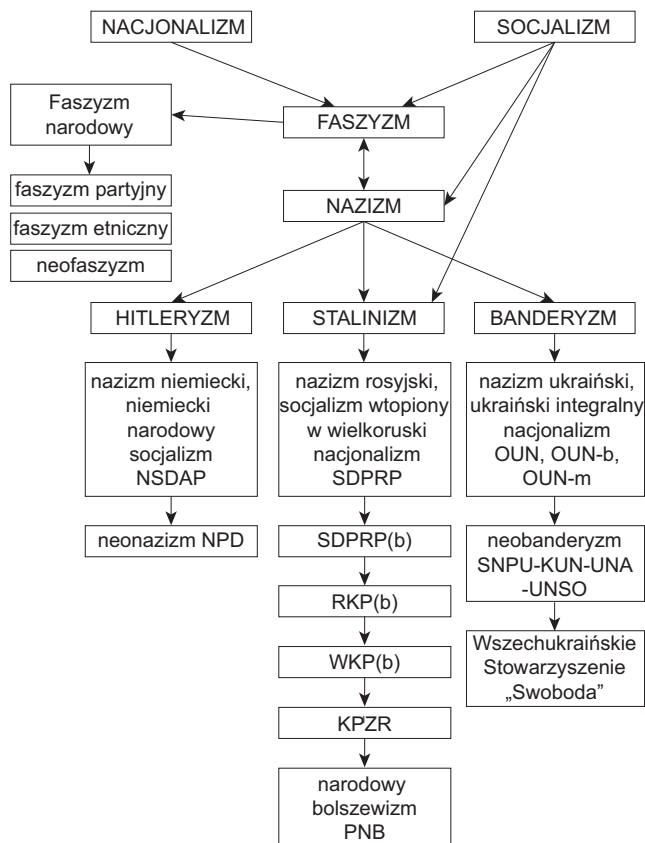 NACJONALIZM
SOCJALIZM
Faszyzm
narodowy
FASZYZM
faszyzm partyjny
faszyzm etniczny
neofaszyzm
NAZIZM
HITLERYZM
STALINIZM
BANDERYZM
nazizm niemiecki,
niemiecki
narodowy
socjalizm
NSDAP
nazizm rosyjski,
socjalizm wtopiony
w wielkoruski
nacjonalizm
SDPRP
nazizm ukraiński,
ukraiński integralny
nacjonalizm
OUN, OUN-b,
OUN-m
neonazizm NPD
SDPRP(b)
neobanderyzm
SNPU-KUN-UNA
-UNSO
RKP(b)
WKP(b)
Wszechukraińskie
Stowarzyszenie
„Swoboda”
KPZR
narodowy
bolszewizm
PNB